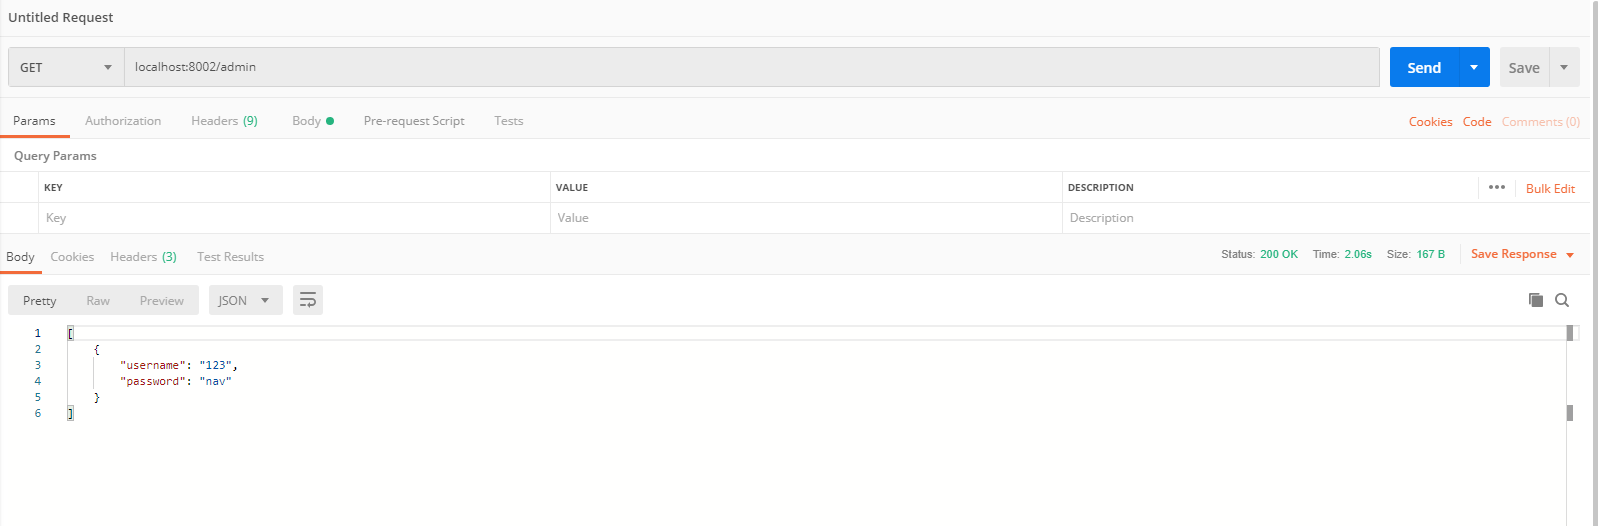 Untitled Request
GET localhost:8002/admin Send Save
Params Authorization Headers (9) Body Pre-request Script Tests Cookies Code Comments (0)
Query Params
KEY VALUE DESCRIPTION ••• Bulk Edit
Key Value Description
Body Cookies Headers (3) Test Results Status: 200 OK Time: 2.06s Size: 167 B Save Response
Pretty Raw Preview JSON
1 [
2 {
3 "username": "123",
4 "password": "nav"
5 }
6 ]